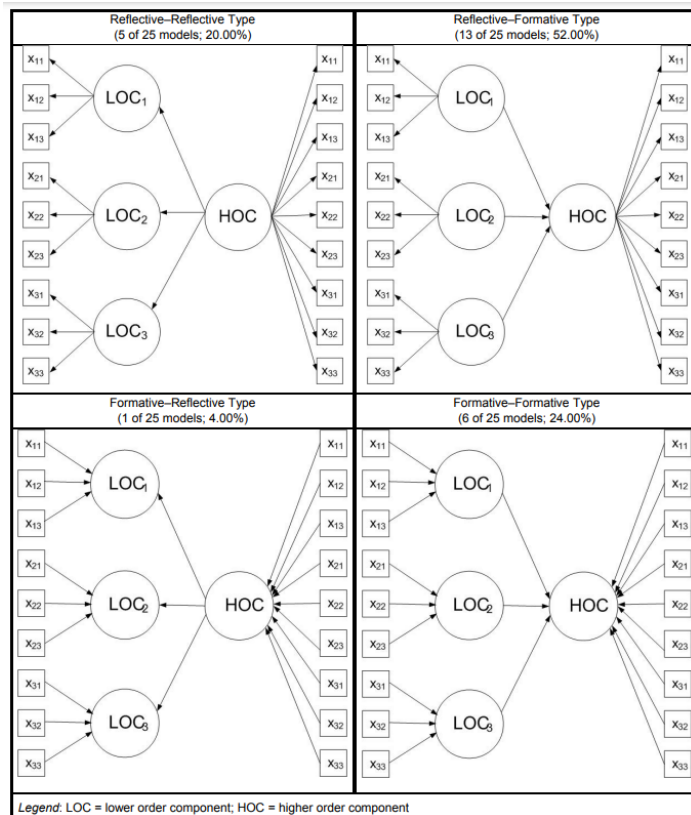 Reflective–Reflective Type
(5 of 25 models; 20.00%)
Reflective–Formative Type
(13 of 25 models; 52.00%)
x11
x12
x13
x21
x22
x23
x31
x32
x33
LOC1
LOC2
LOC3
HOC
x11
x12
x13
x21
x22
x23
x31
x32
x33
x11
x12
x13
x21
x22
x23
x31
x32
x33
LOC1
LOC2
LOC3
HOC
x11
x12
x13
x21
x22
x23
x31
x32
x33
Formative–Reflective Type
(1 of 25 models; 4.00%)
Formative–Formative Type
(6 of 25 models; 24.00%)
x11
x12
x13
x21
x22
x23
x31
x32
x33
LOC1
LOC2
LOC3
HOC
x11
x12
x13
x21
x22
x23
x31
x32
x33
x11
x12
x13
x21
x22
x23
x31
x32
x33
LOC1
LOC2
LOC3
HOC
x11
x12
x13
x21
x22
x23
x31
x32
x33
Legend: LOC = lower order component; HOC = higher order component